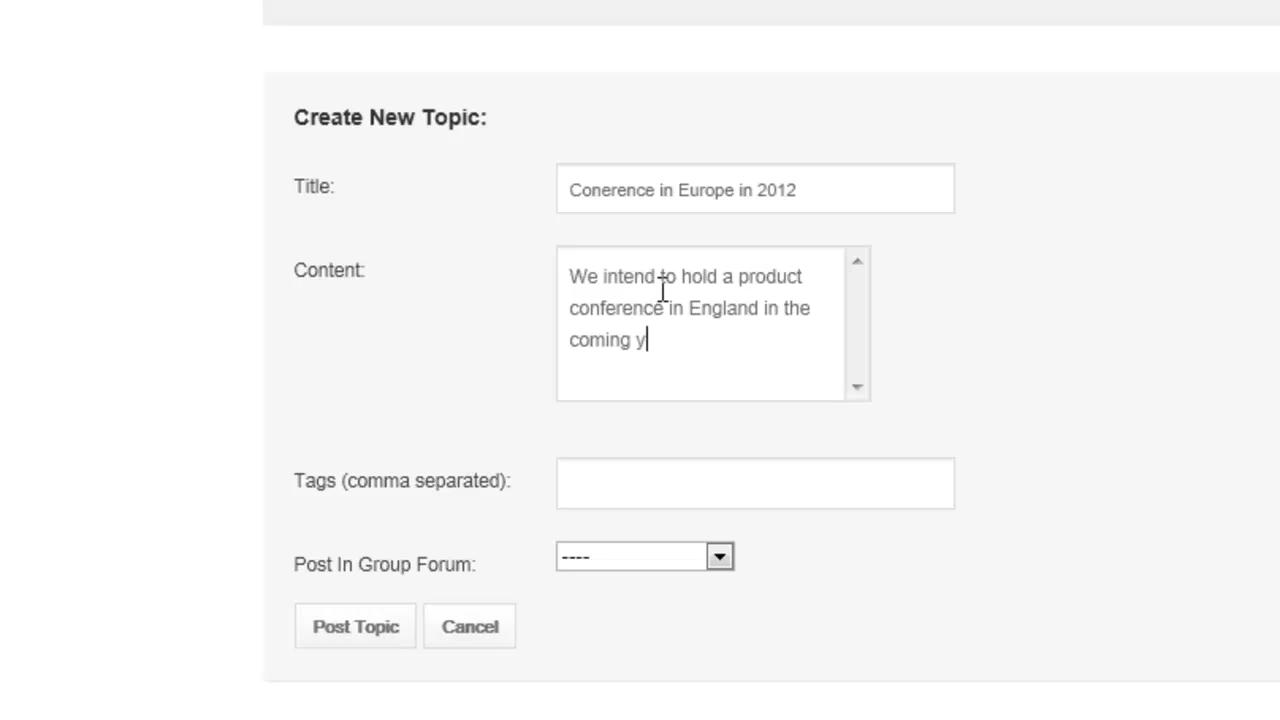 Create New Topic:
Title:
Conerence in Europe in 2012
Content:
We intend to hold a product
conference in England in the
coming y
Tags (comma separated):
Post In Group Forum:
----
Post Topic
Cancel